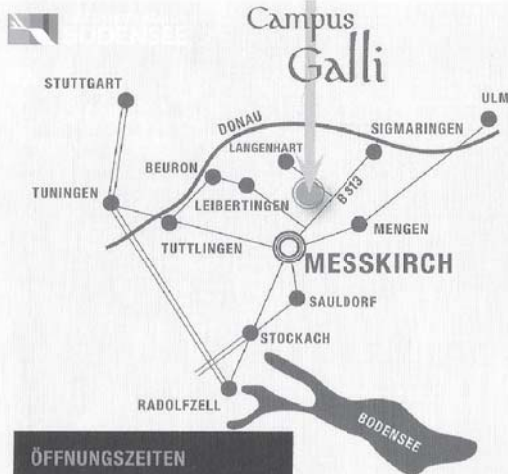 BODENSEE
Campus
Galli
STUTTGART
ULM
DONAU
SIGMARINGEN
LANGENHART
BEURON
B 313
TUNINGEN
LEIBERTINGEN
MENGEN
TUTTLINGEN
MESSKIRCH
SAULDORF
STOCKACH
RADOLFZELL
BODENSEE
ÖFFNUNGSZEITEN